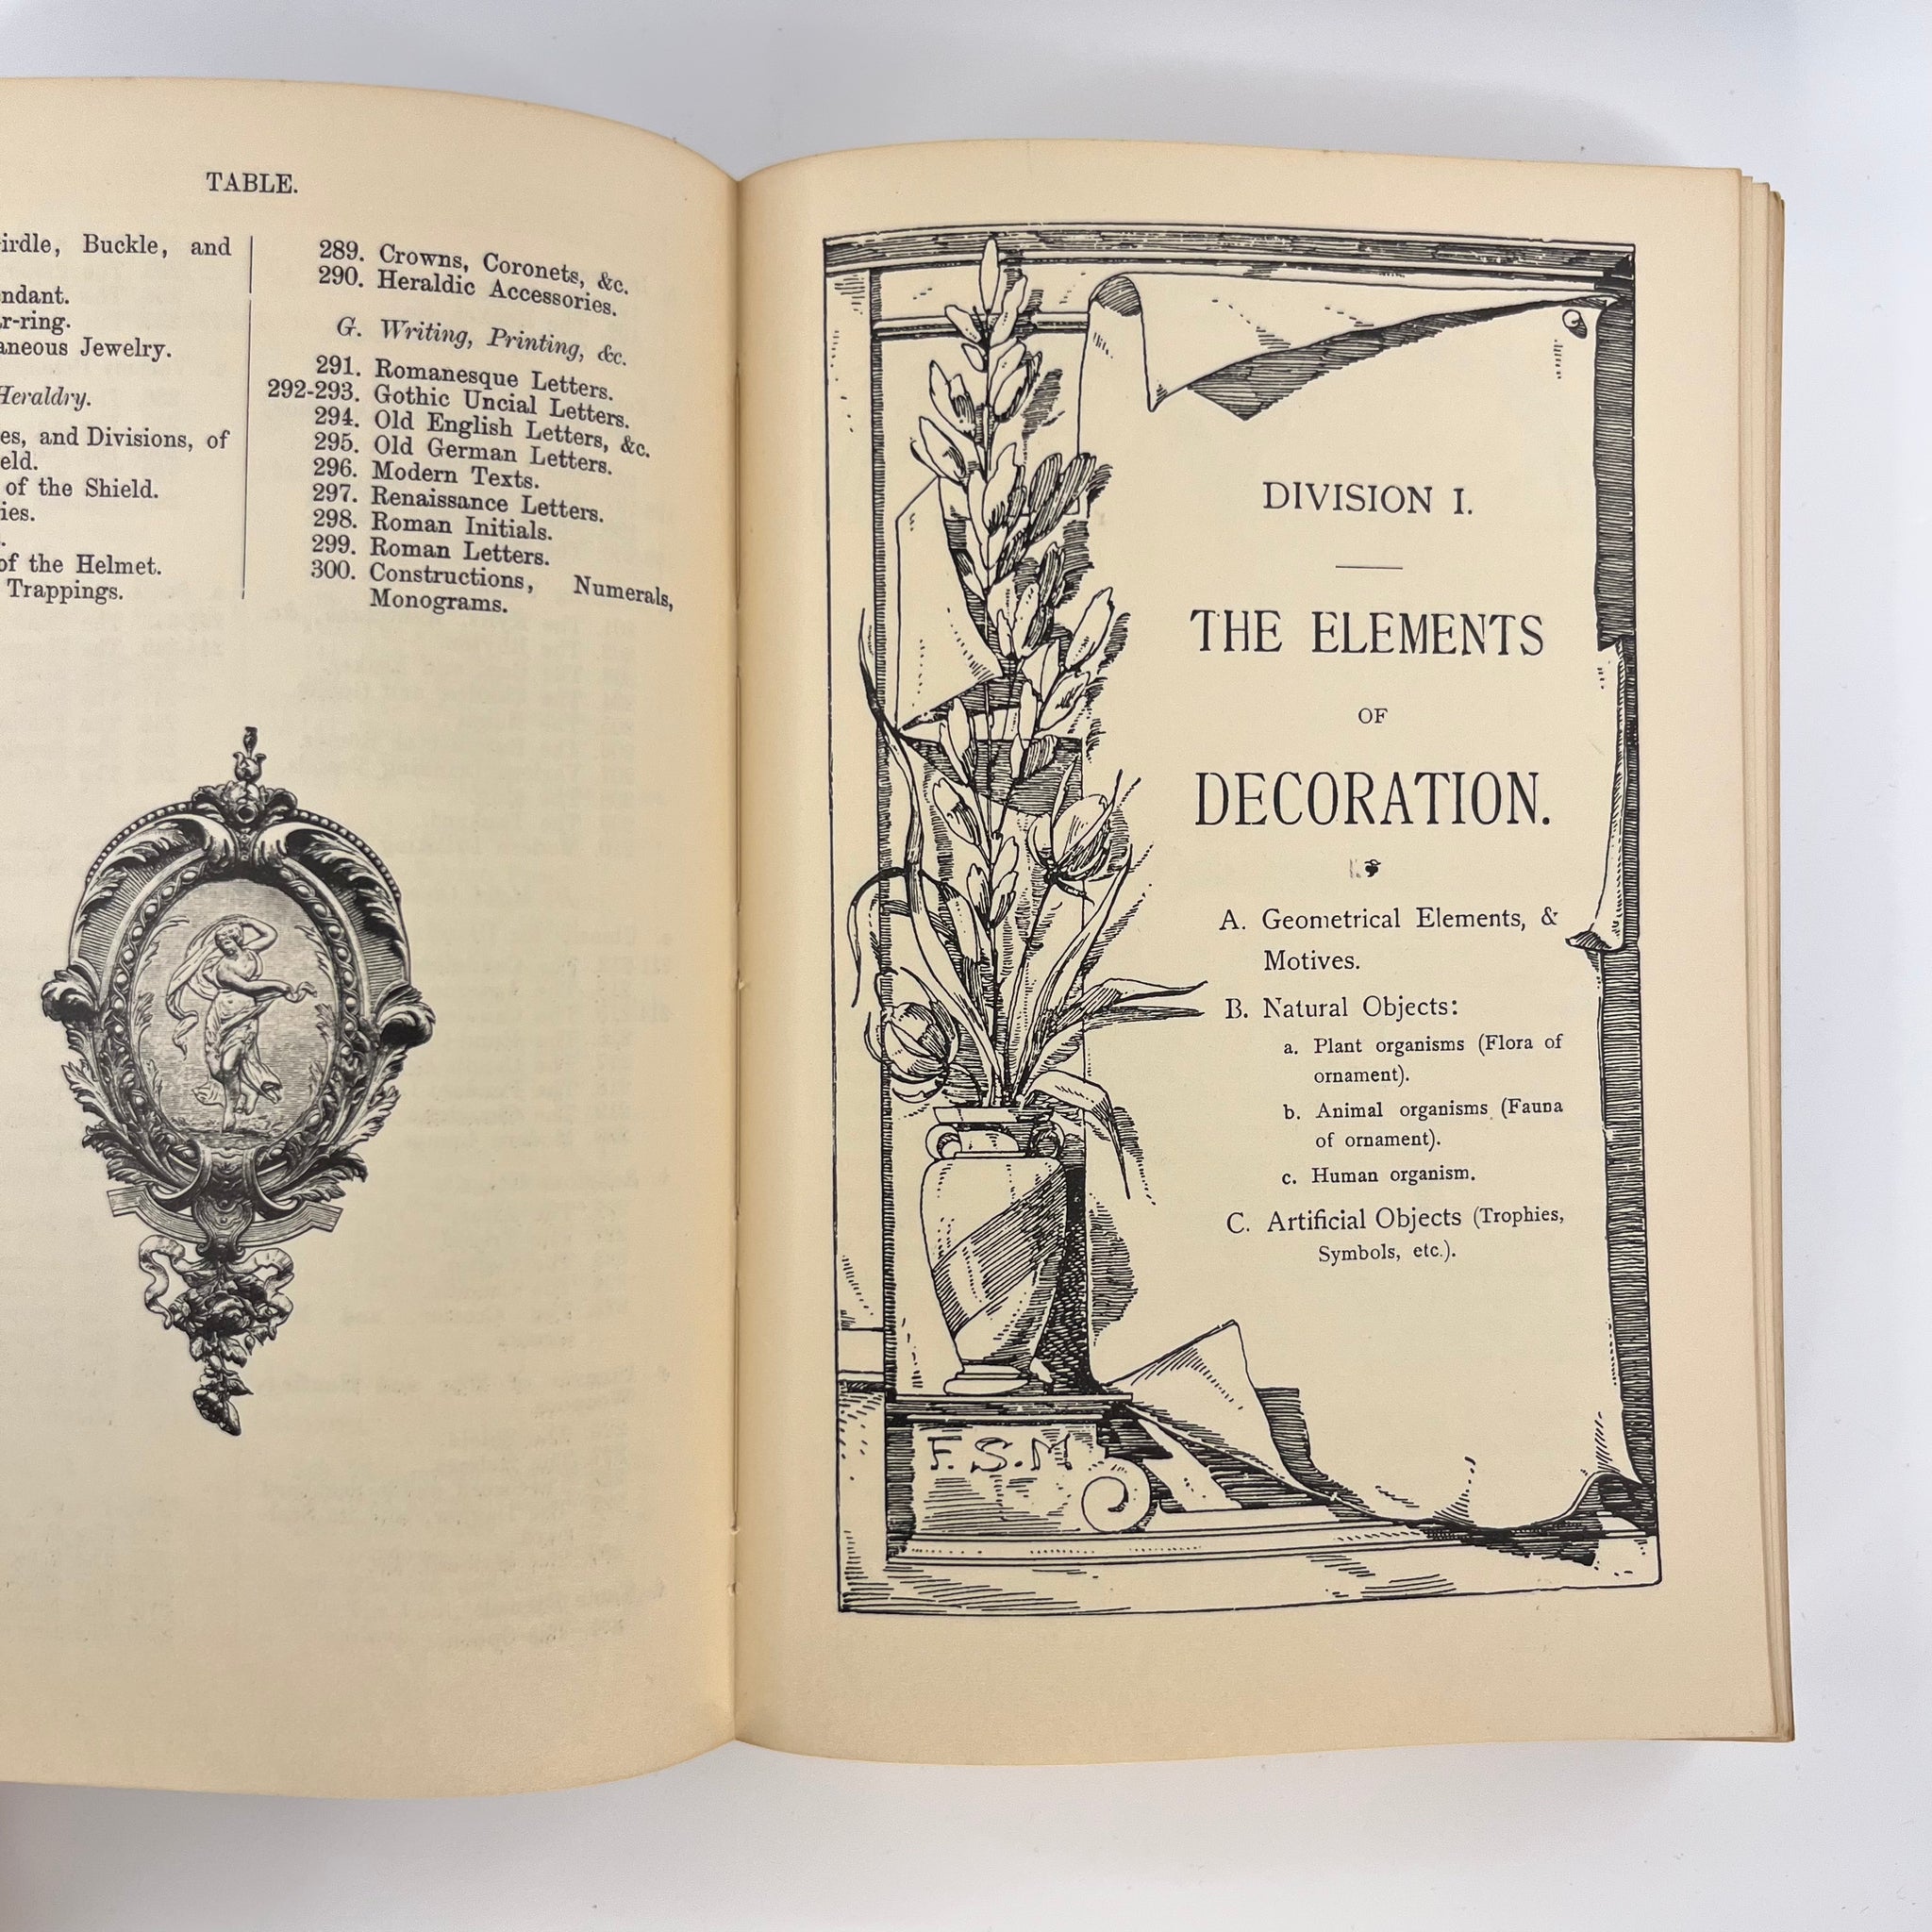 TABLE.
irdle, Buckle, and
ndant.
r-ring.
aneous Jewelry.
Heraldry.
es, and Divisions, of
eld.
of the Shield.
ies.
of the Helmet.
Trappings.
289. Crowns, Coronets, &c.
290. Heraldic Accessories.
G. Writing, Printing, &c.
291. Romanesque Letters.
292-293. Gothic Uncial Letters.
294. Old English Letters, &c.
295. Old German Letters.
296. Modern Texts.
297. Renaissance Letters.
298. Roman Initials.
299. Roman Letters.
300. Constructions, Numerals,
Monograms.
DIVISION I.
THE ELEMENTS
OF
DECORATION.
A. Geometrical Elements, &
Motives.
B. Natural Objects:
a. Plant organisms (Flora of
ornament).
b. Animal organisms (Fauna
of ornament).
c. Human organism.
C. Artificial Objects (Trophies,
Symbols, etc.).
F.S.M